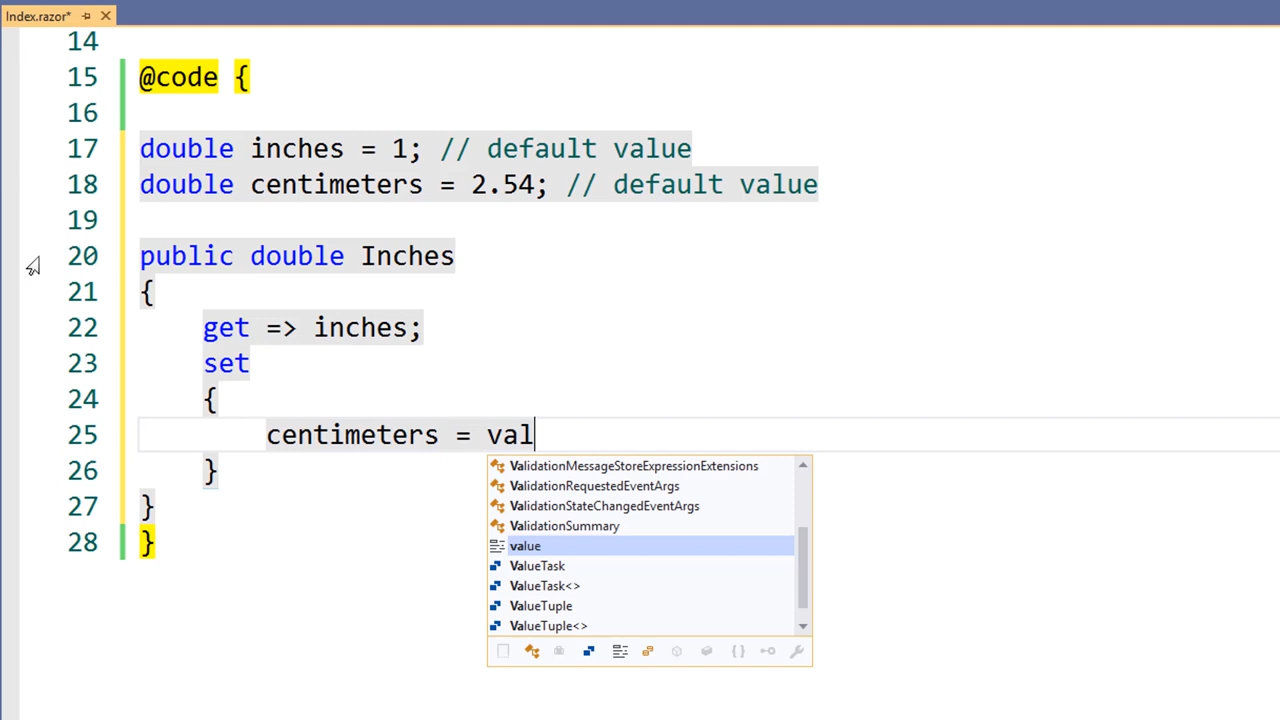 Index.razor*
14
15 @code {
16
17 double inches = 1; // default value
18 double centimeters = 2.54; // default value
19
20 public double Inches
21 {
22 get => inches;
23 set
24 {
25 centimeters = val
26 }
27 }
28 }
ValidationMessageStoreExpressionExtensions
ValidationRequestedEventArgs
ValidationStateChangedEventArgs
ValidationSummary
value
ValueTask
ValueTask<>
ValueTuple
ValueTuple<>